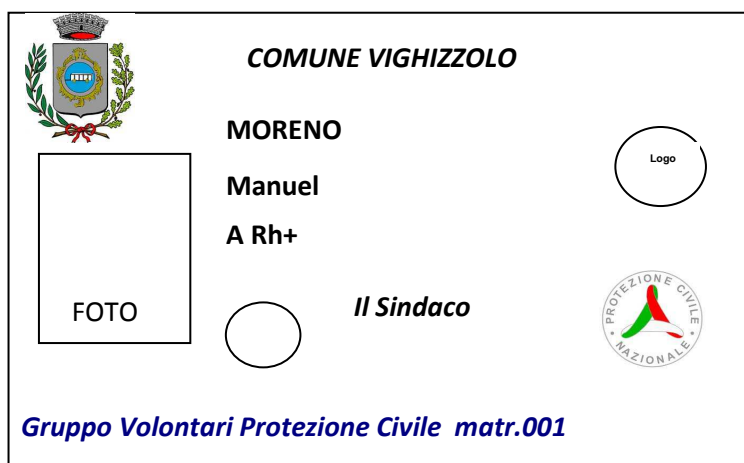 COMUNE VIGHIZZOLO
MORENO
Logo
Manuel
A Rh+
FOTO
Il Sindaco
PROTEZIONE CIVILE
NAZIONALE
Gruppo Volontari Protezione Civile matr.001